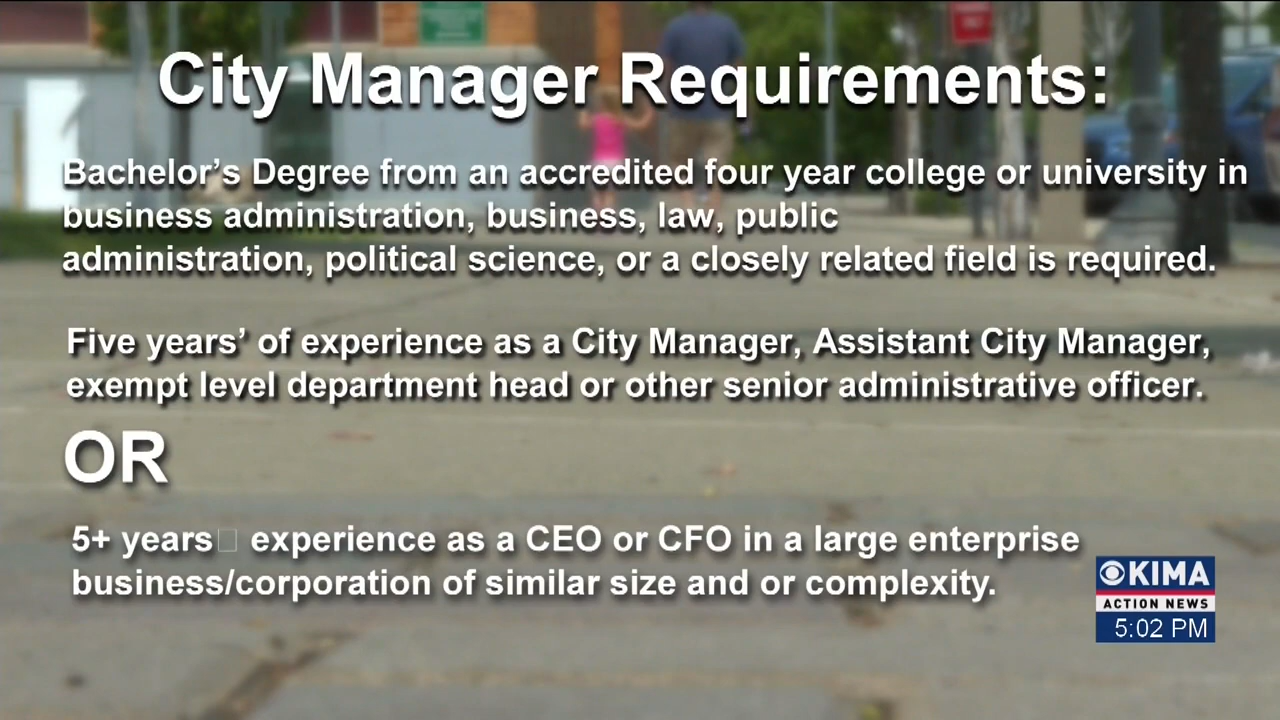 City Manager Requirements:
Bachelor’s Degree from an accredited four year college or university in
business administration, business, law, public
administration, political science, or a closely related field is required.
Five years’ of experience as a City Manager, Assistant City Manager,
exempt level department head or other senior administrative officer.
OR
5+ years□ experience as a CEO or CFO in a large enterprise
business/corporation of similar size and or complexity.
KIMA
ACTION NEWS
5:02 PM